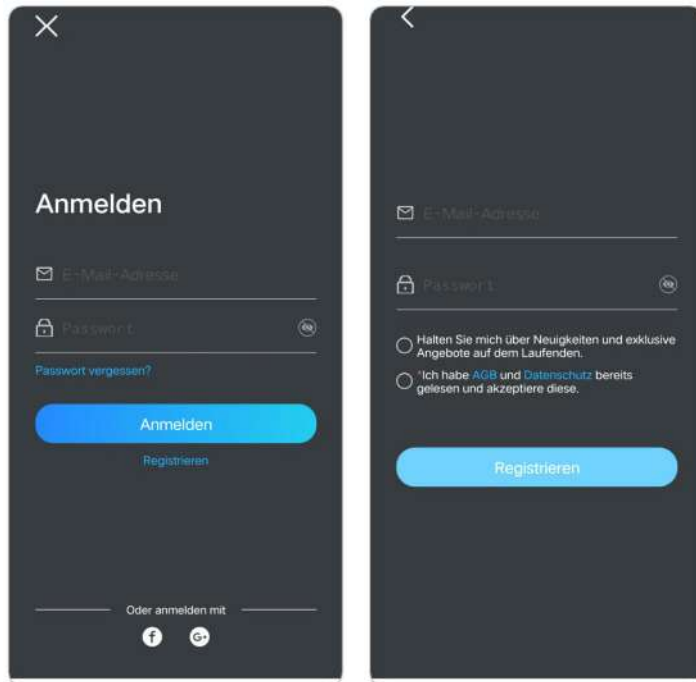 Anmelden
E-Mail-Adresse
Passwort
Passwort vergessen?
Anmelden
Registrieren
Oder anmelden mit
f G+
E-Mail-Adresse
Passwort
Halten Sie mich über Neuigkeiten und exklusive
Angebote auf dem Laufenden.
*Ich habe AGB und Datenschutz bereits
gelesen und akzeptiere diese.
Registrieren